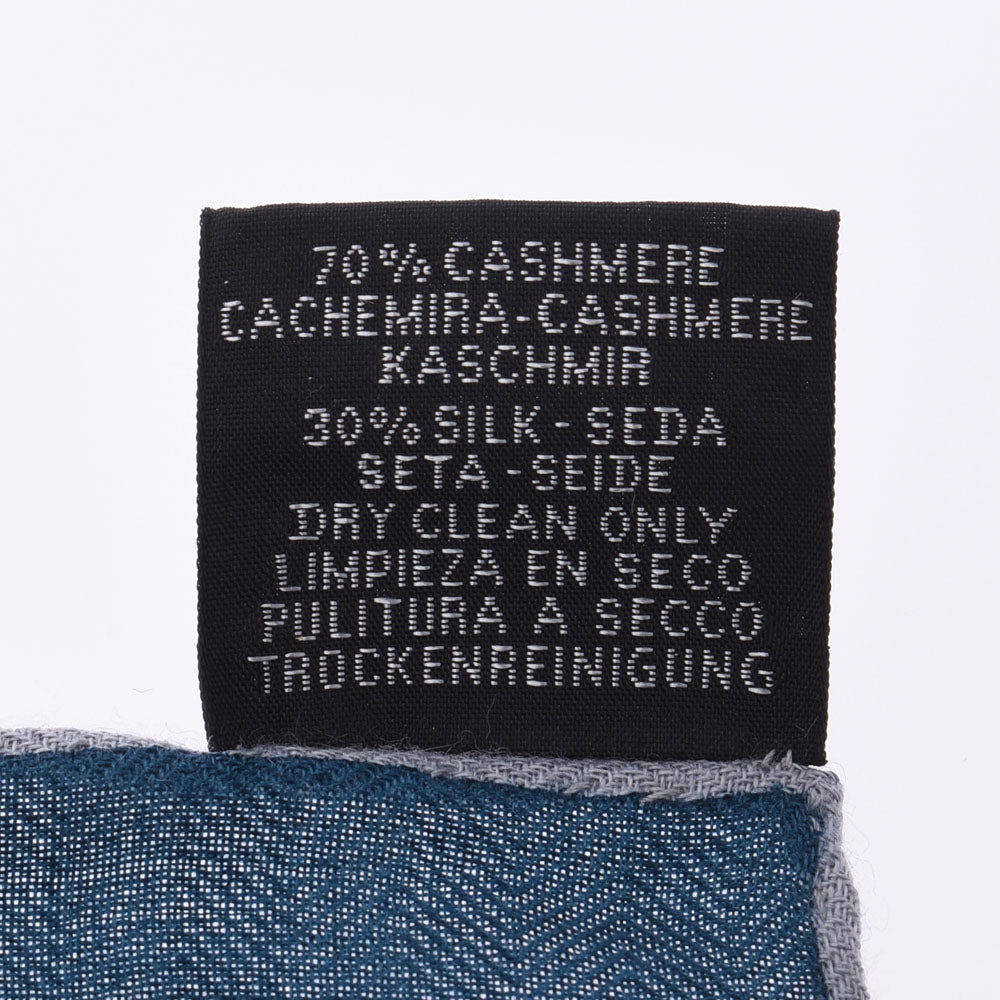 70% CASHMERE
CACHEMIRA-CASHMERE
KASCHMIR
30% SILK - SEDA
SETA - SEIDE
DRY CLEAN ONLY
LIMPIEZA EN SECO
PULITURA A SECCO
TROCKENREINIGUNG